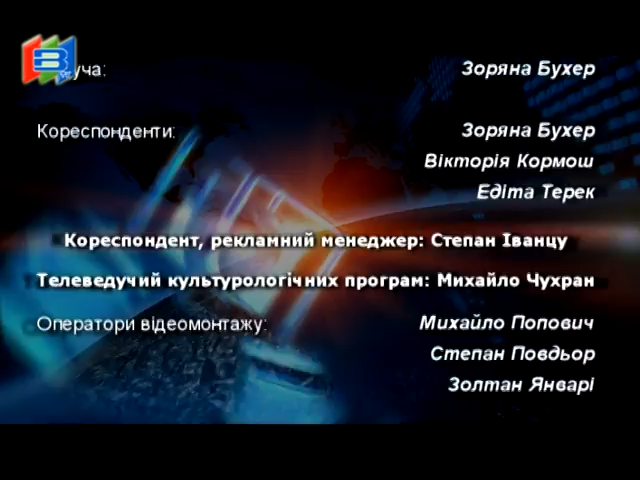 уча:
Зоряна Бухер
Кореспонденти:
Зоряна Бухер
Вікторія Кормош
Едіта Терек
Кореспондент, рекламний менеджер: Степан Іванцу
Телеведучий культурологічних програм: Михайло Чухран
Оператори відеомонтажу:
Михайло Попович
Степан Повдьор
Золтан Январі